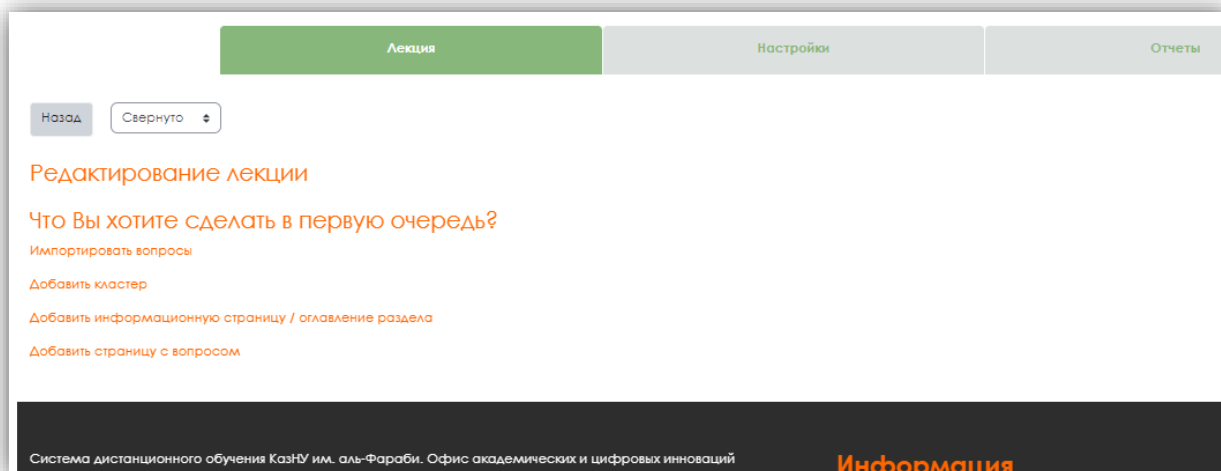 Лекция
Настройки
Отчеты
Назад
Свернуто
Редактирование лекции
Что Вы хотите сделать в первую очередь?
Импортировать вопросы
Добавить кластер
Добавить информационную страницу / оглавление раздела
Добавить страницу с вопросом
Система дистанционного обучения КазНУ им. аль-Фараби. Офис академических и цифровых инноваций
Информация